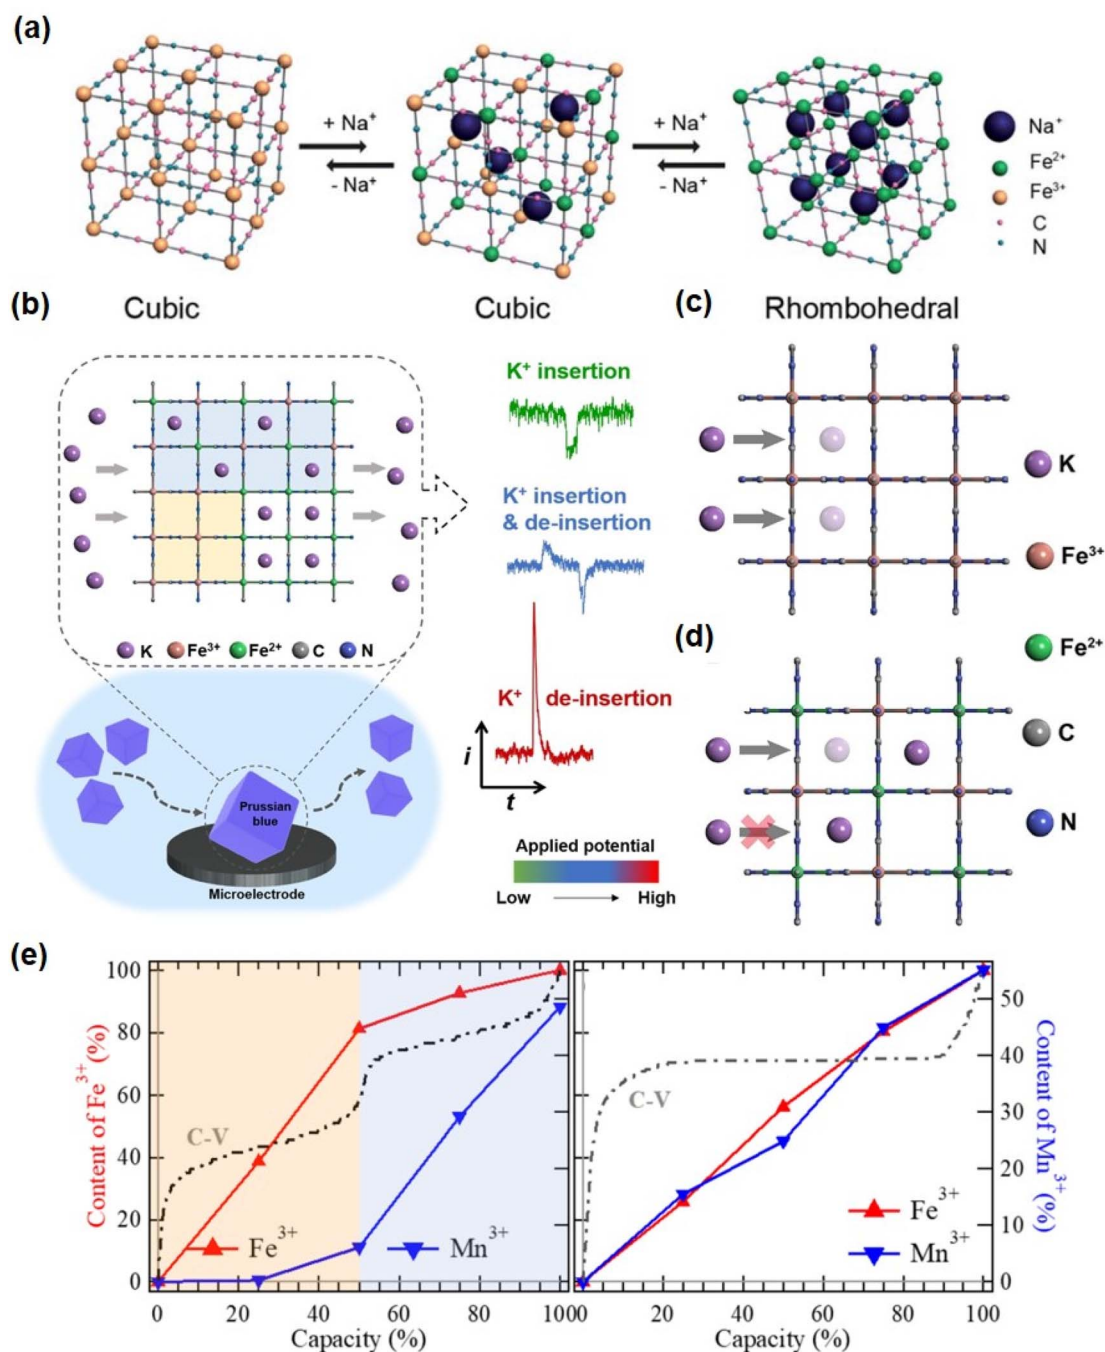 (a)
+ Na⁺
- Na⁺
+ Na⁺
- Na⁺
Na⁺
Fe²⁺
Fe³⁺
C
N
Cubic
Cubic
Rhombohedral
(b)
K⁺ insertion
K⁺ insertion
& de-insertion
K⁺ de-insertion
i
t
K
Fe³⁺
Fe²⁺
C
N
Prussian
blue
Microelectrode
Applied potential
Low
High
(c)
K
Fe³⁺
Fe²⁺
C
N
(d)
(e)
Content of Fe³⁺ (%)
100
80
60
40
20
0
C-V
Fe³⁺
Mn³⁺
0
20
40
60
80
100
Capacity (%)
C-V
Fe³⁺
Mn³⁺
0
20
40
60
80
100
Capacity (%)
50
40
30
20
10
0
Content of Mn³⁺ (%)